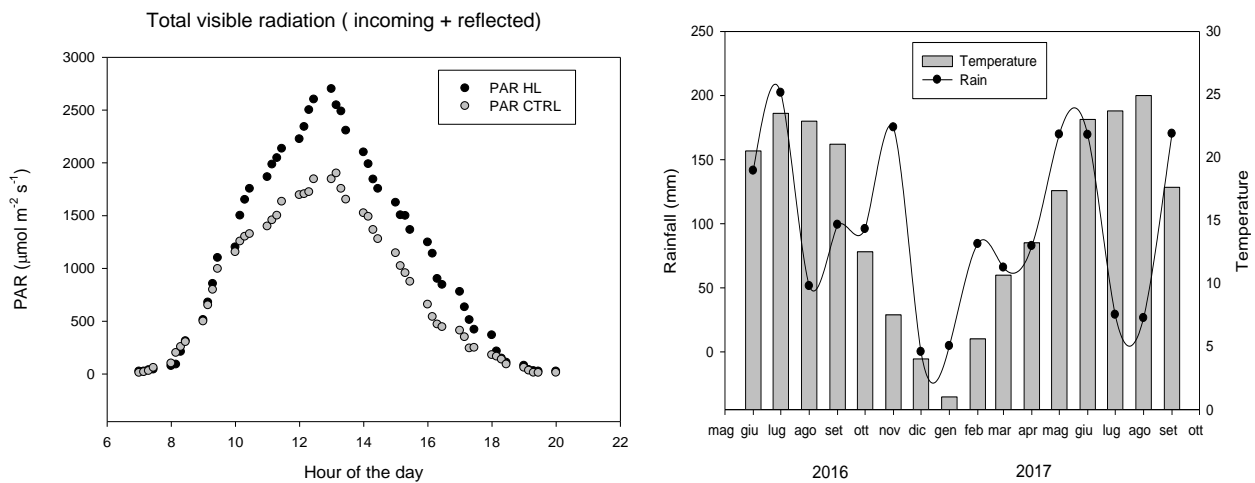 Total visible radiation ( incoming + reflected)
3000
2500
2000
1500
1000
500
0
PAR (μmol m-2 s-1)
PAR HL
PAR CTRL
6 8 10 12 14 16 18 20 22
Hour of the day
250
200
150
100
50
0
Rainfall (mm)
Temperature
Rain
30
25
20
15
10
5
0
Temperature
mag giu lug ago set ott nov dic gen feb mar apr mag giu lug ago set ott
2016 2017